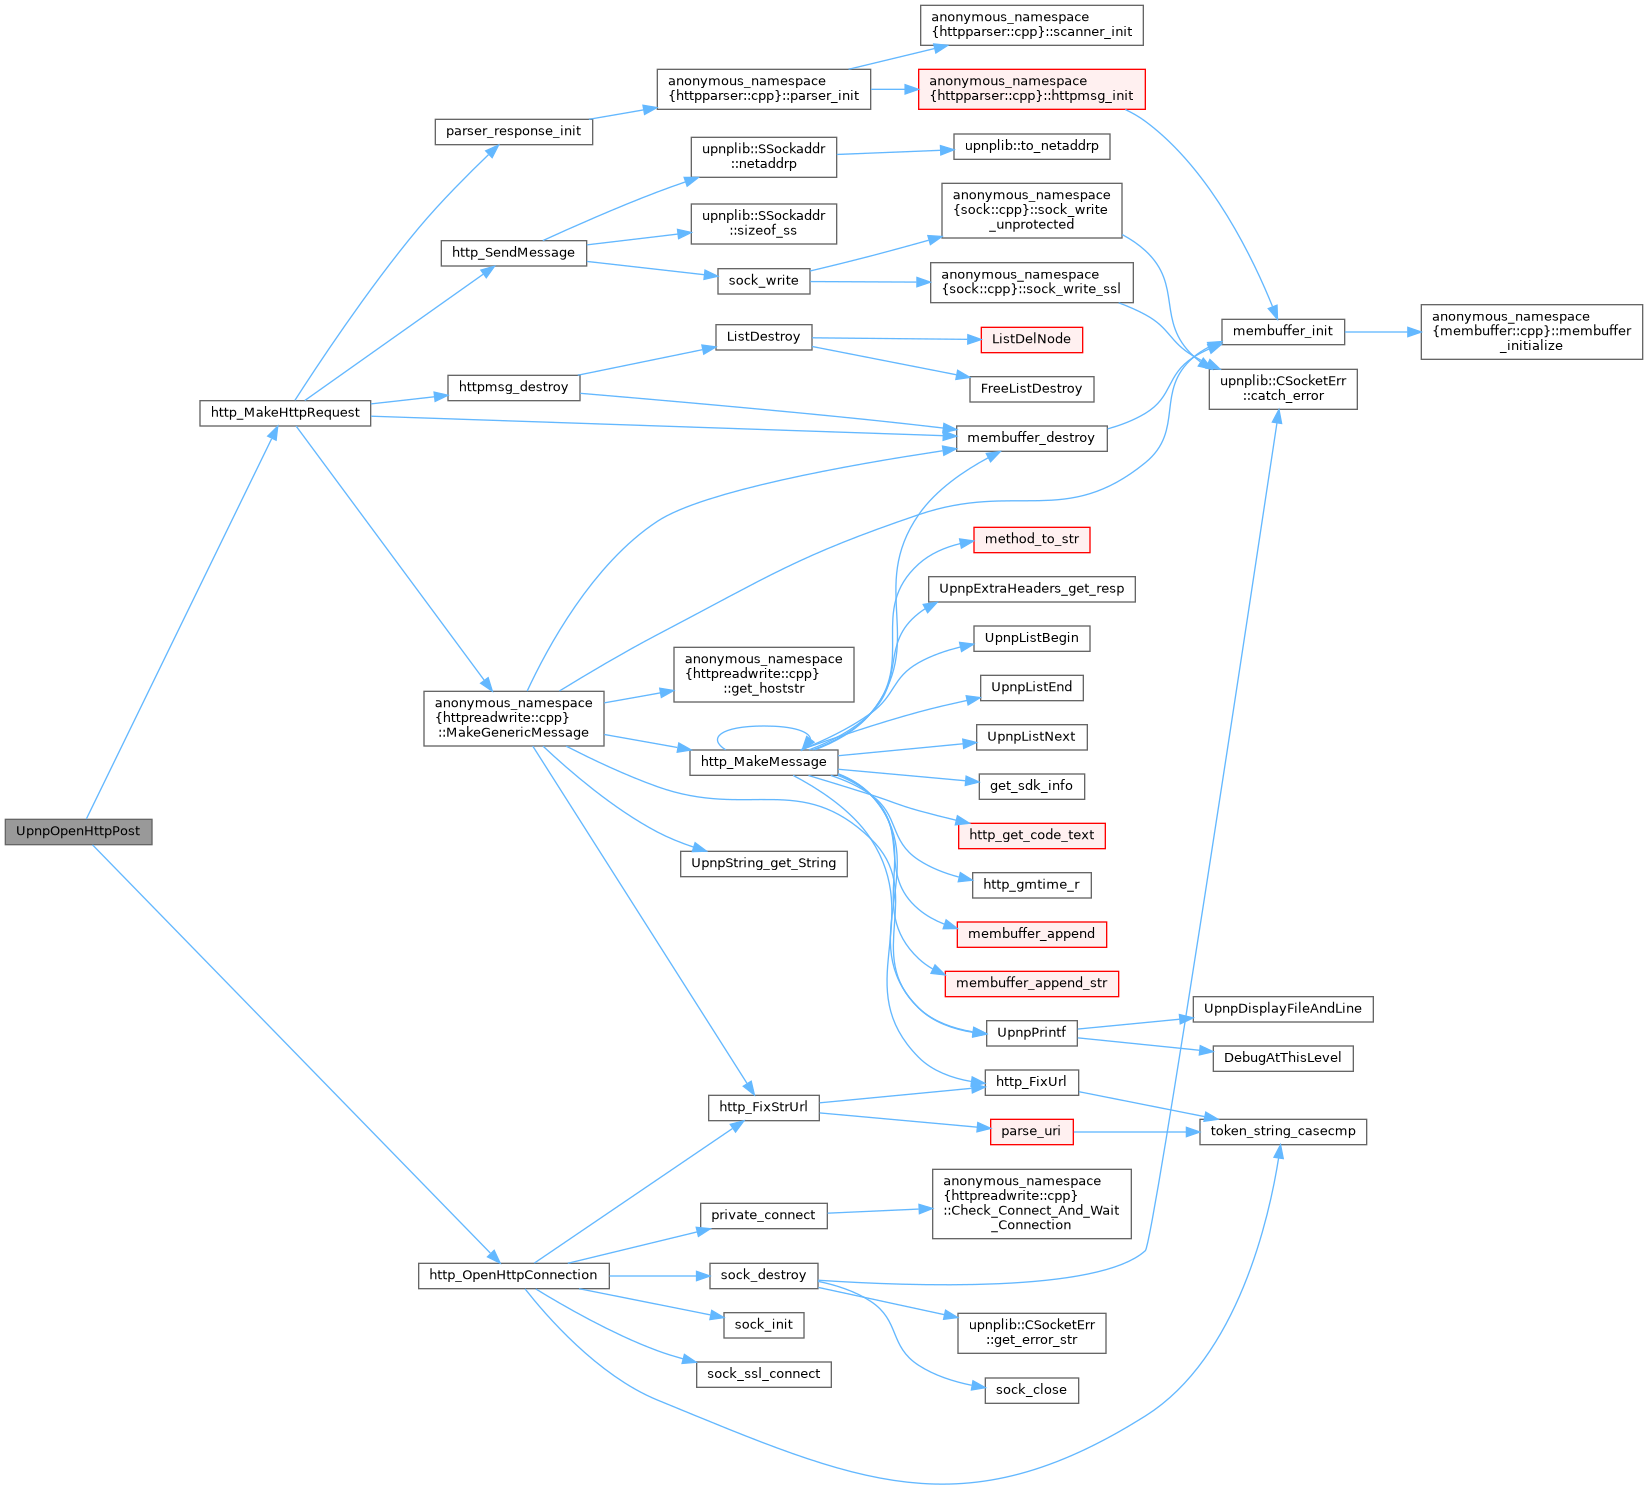 anonymous_namespace
{httpparser::cpp}::scanner_init
anonymous_namespace
{httpparser::cpp}::parser_init
anonymous_namespace
{httpparser::cpp}::httpmsg_init
parser_response_init
upnplib::SSockaddr
::netaddrp
upnplib::to_netaddrp
anonymous_namespace
{sock::cpp}::sock_write
_unprotected
upnplib::SSockaddr
::sizeof_ss
http_SendMessage
sock_write
anonymous_namespace
{sock::cpp}::sock_write_ssl
membuffer_init
anonymous_namespace
{membuffer::cpp}::membuffer
_initialize
ListDestroy
ListDelNode
httpmsg_destroy
FreeListDestroy
upnplib::CSocketErr
::catch_error
http_MakeHttpRequest
membuffer_destroy
method_to_str
UpnpExtraHeaders_get_resp
UpnpListBegin
anonymous_namespace
{httpreadwrite::cpp}
::get_hoststr
UpnpListEnd
anonymous_namespace
{httpreadwrite::cpp}
::MakeGenericMessage
UpnpListNext
http_MakeMessage
get_sdk_info
UpnpOpenHttpPost
http_get_code_text
UpnpString_get_String
http_gmtime_r
membuffer_append
membuffer_append_str
UpnpPrintf
UpnpDisplayFileAndLine
DebugAtThisLevel
http_FixUrl
http_FixStrUrl
parse_uri
token_string_casecmp
private_connect
anonymous_namespace
{httpreadwrite::cpp}
::Check_Connect_And_Wait
_Connection
http_OpenHttpConnection
sock_destroy
sock_init
upnplib::CSocketErr
::get_error_str
sock_ssl_connect
sock_close